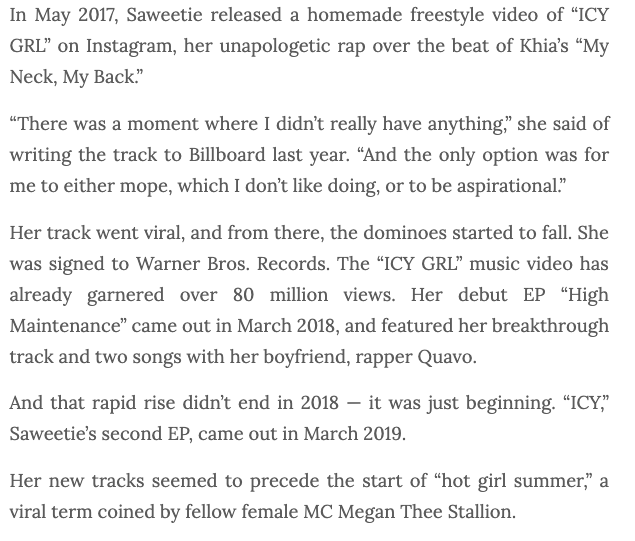 In May 2017, Saweetie released a homemade freestyle video of “ICY
GRL” on Instagram, her unapologetic rap over the beat of Khia’s “My
Neck, My Back.”
“There was a moment where I didn’t really have anything,” she said of
writing the track to Billboard last year. “And the only option was for
me to either mope, which I don’t like doing, or to be aspirational.”
Her track went viral, and from there, the dominoes started to fall. She
was signed to Warner Bros. Records. The “ICY GRL” music video has
already garnered over 80 million views. Her debut EP “High
Maintenance” came out in March 2018, and featured her breakthrough
track and two songs with her boyfriend, rapper Quavo.
And that rapid rise didn’t end in 2018 — it was just beginning. “ICY,”
Saweetie’s second EP, came out in March 2019.
Her new tracks seemed to precede the start of “hot girl summer,” a
viral term coined by fellow female MC Megan Thee Stallion.